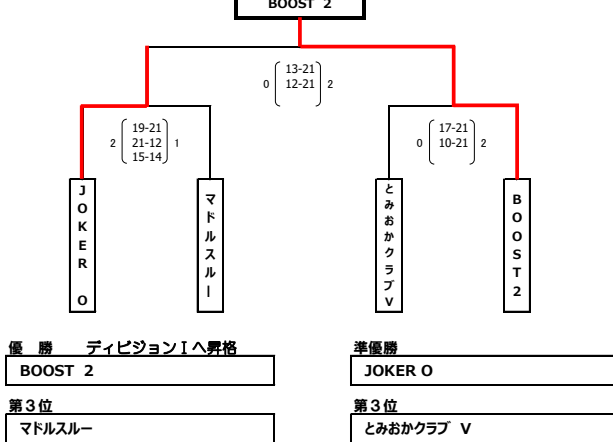 BOOST 2
13-21
0 12-21 2
19-21
2 21-12 1
15-14
17-21
0 10-21 2
JOKER O
マドルスルー
とみおかクラブV
BOOST2
優 勝 ディビジョンⅠへ昇格
BOOST 2
準優勝
JOKER O
第3位
マドルスルー
第3位
とみおかクラブ V